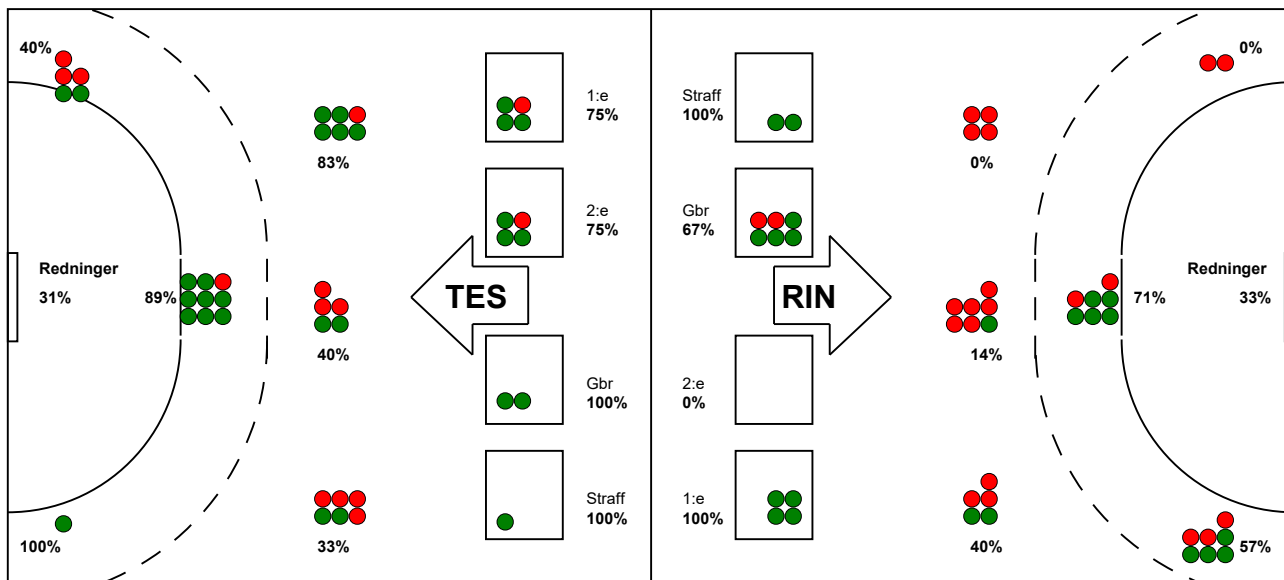 40%
83%
Redninger
31%
89%
40%
100%
33%
1:e
75%
2:e
75%
TES
Gbr
100%
Straff
100%
Straff
100%
Gbr
67%
RIN
2:e
0%
1:e
100%
0%
0%
Redninger
33%
71%
14%
40%
57%